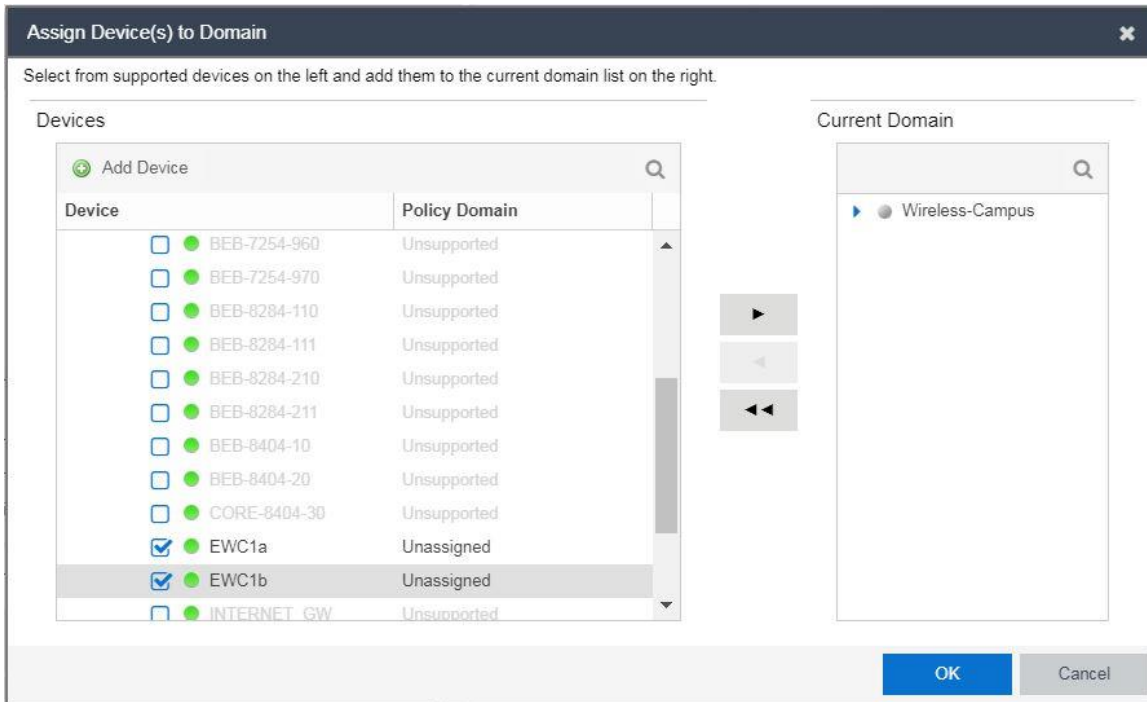 Assign Device(s) to Domain
Select from supported devices on the left and add them to the current domain list on the right.
Devices
Current Domain
Add Device
Device Policy Domain
Wireless-Campus
BEB-7254-960 Unsupported
BEB-7254-970 Unsupported
BEB-8284-110 Unsupported
BEB-8284-111 Unsupported
BEB-8284-210 Unsupported
BEB-8284-211 Unsupported
BEB-8404-10 Unsupported
BEB-8404-20 Unsupported
CORE-8404-30 Unsupported
EWC1a Unassigned
EWC1b Unassigned
INTERNET_GW Unsupported
OK Cancel